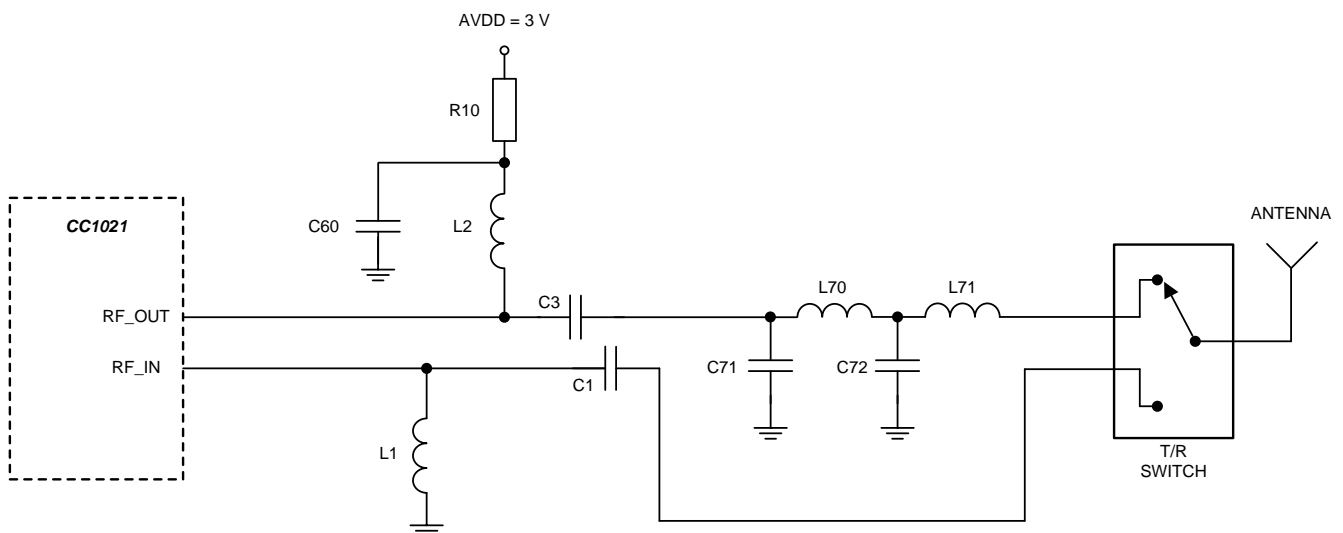 AVDD = 3 V
R10
CC1021
C60
L2
ANTENNA
RF_OUT
C3
L70
L71
RF_IN
C1
C71
C72
L1
T/R
SWITCH